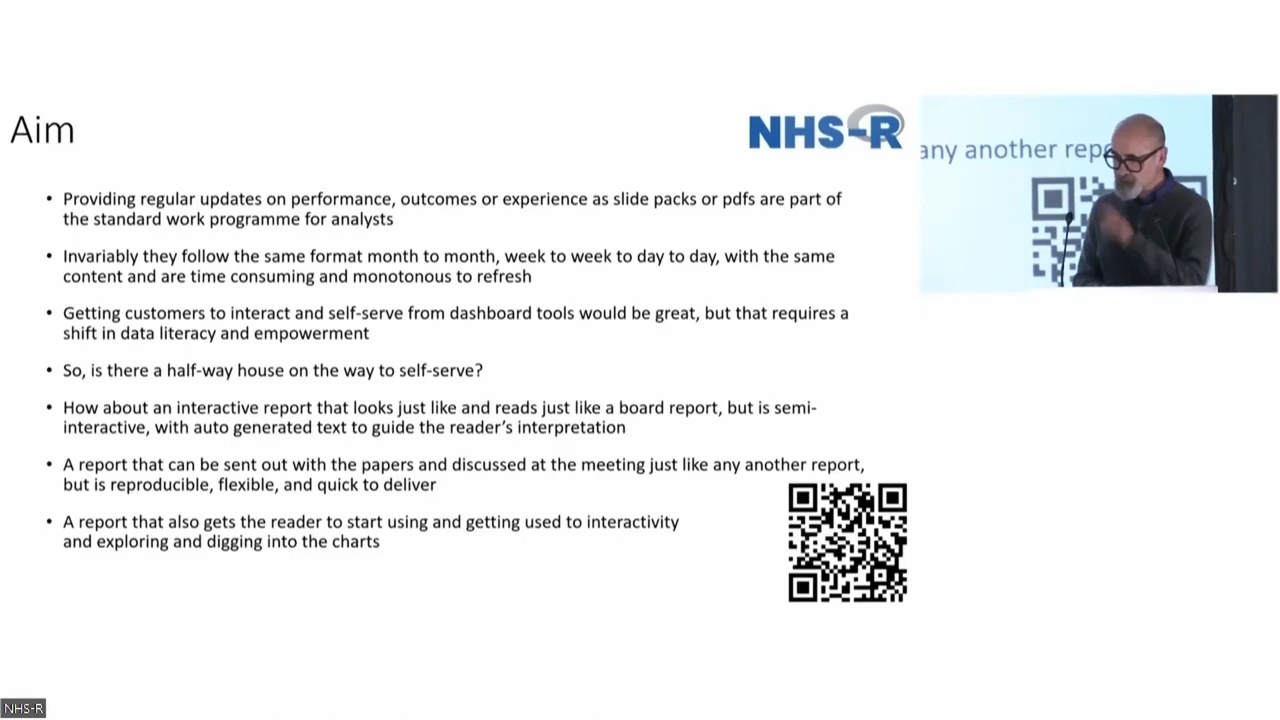 Aim
NHS-R
any another rep
• Providing regular updates on performance, outcomes or experience as slide packs or pdfs are part of
the standard work programme for analysts
• Invariably they follow the same format month to month, week to week to day to day, with the same
content and are time consuming and monotonous to refresh
• Getting customers to interact and self-serve from dashboard tools would be great, but that requires a
shift in data literacy and empowerment
• So, is there a half-way house on the way to self-serve?
• How about an interactive report that looks just like and reads just like a board report, but is semi-
interactive, with auto generated text to guide the reader’s interpretation
• A report that can be sent out with the papers and discussed at the meeting just like any another report,
but is reproducible, flexible, and quick to deliver
• A report that also gets the reader to start using and getting used to interactivity
and exploring and digging into the charts
NHS-R